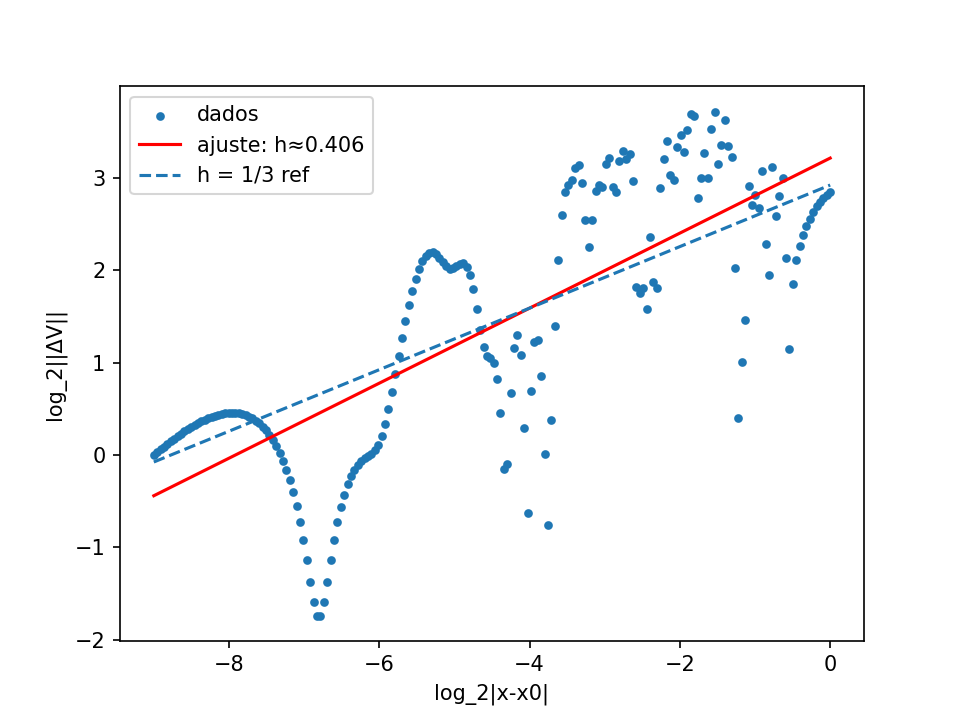 dados
ajuste: h≈0.406
h = 1/3 ref
3
2
1
0
−1
−2
log_2||ΔV||
−8
−6
−4
−2
0
log_2|x-x0|